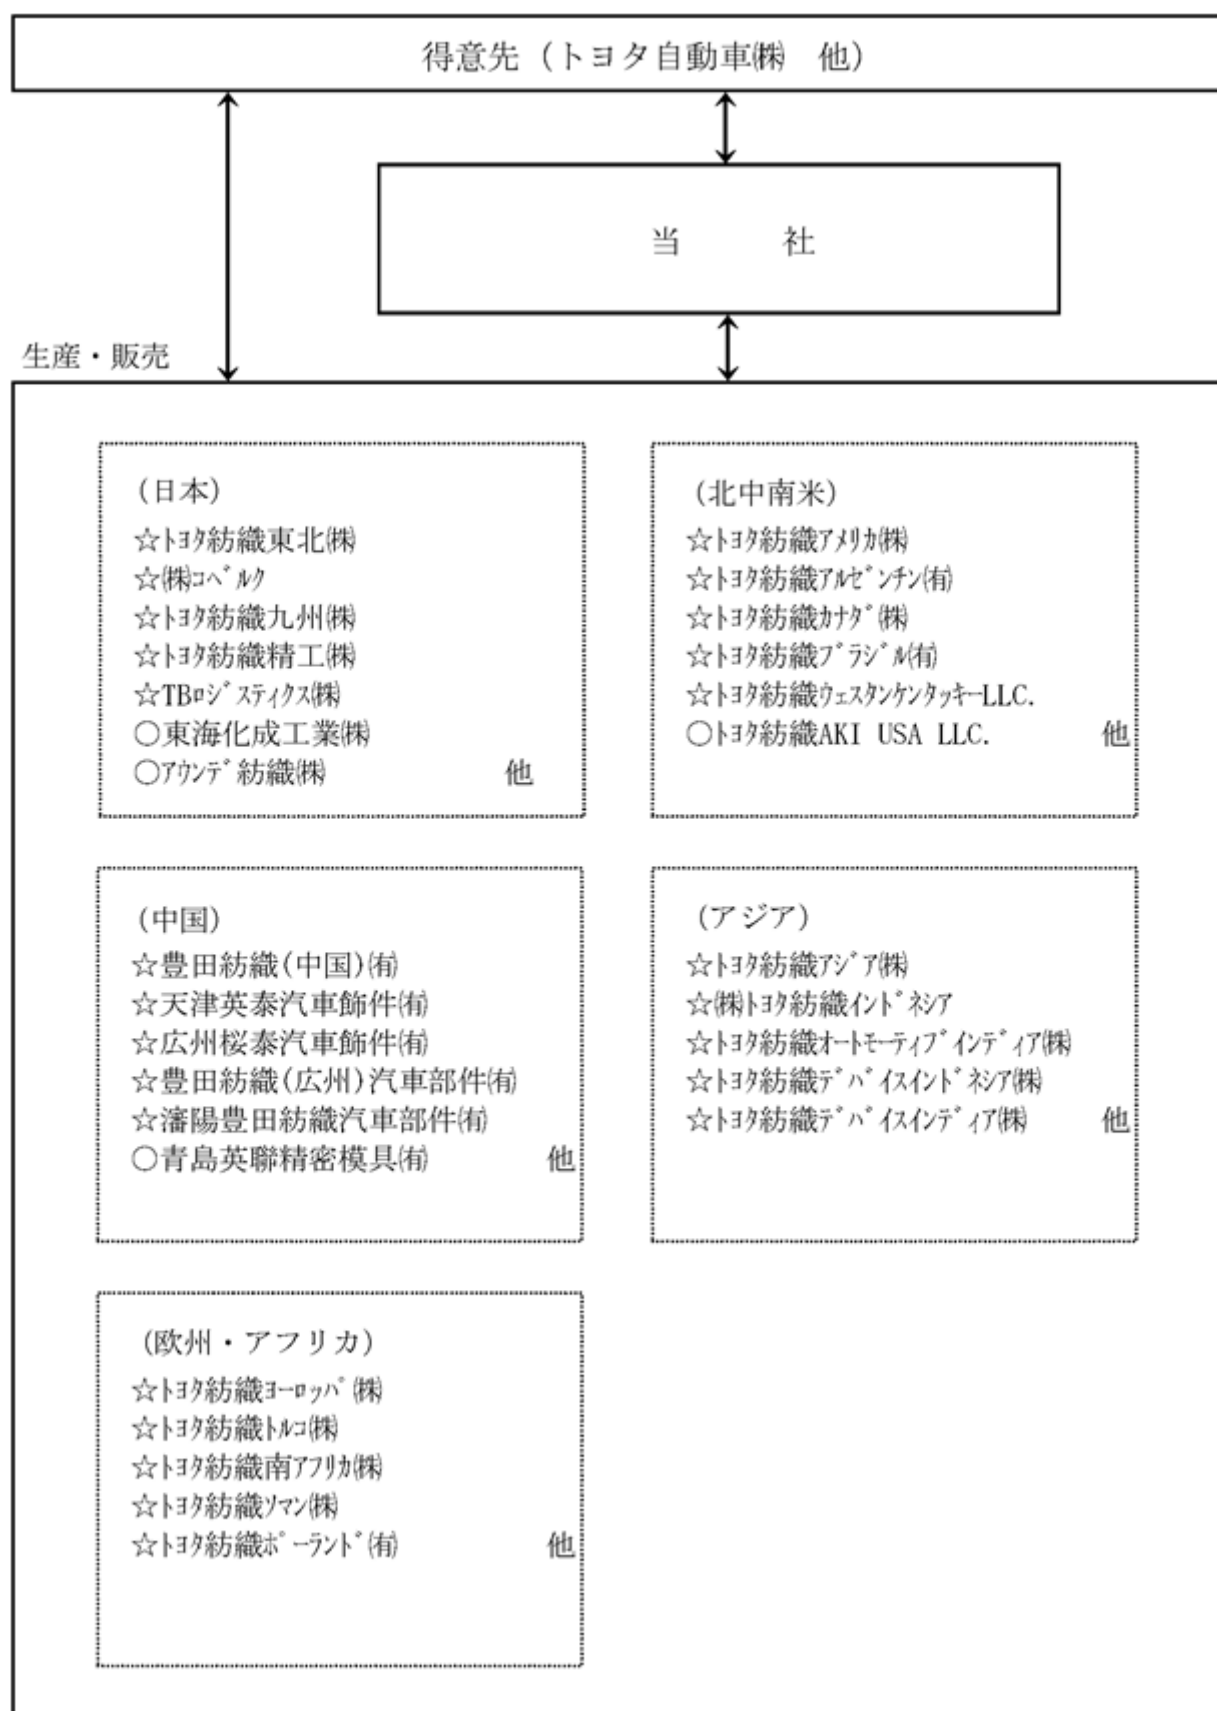 得意先（トヨタ自動車㈱　他）
当　　　社
生産・販売
(日本)
☆ﾄﾖﾀ紡織東北㈱
☆㈱ｺﾍﾞﾙｸ
☆ﾄﾖﾀ紡織九州㈱
☆ﾄﾖﾀ紡織精工㈱
☆TBﾛｼﾞｽﾃｨｸｽ㈱
○東海化成工業㈱
○ｱｳﾝﾃﾞ紡織㈱　他
(北中南米)
☆ﾄﾖﾀ紡織ｱﾒﾘｶ㈱
☆ﾄﾖﾀ紡織ｱﾙｾﾞﾝﾁﾝ㈲
☆ﾄﾖﾀ紡織ｶﾅﾀﾞ㈱
☆ﾄﾖﾀ紡織ﾌﾞﾗｼﾞﾙ㈲
☆ﾄﾖﾀ紡織ｳｪｽﾀﾝｹﾝﾀｯｷｰLLC.
○ﾄﾖﾀ紡織AKI USA LLC.　他
(中国)
☆豊田紡織(中国)㈲
☆天津英泰汽車飾件㈲
☆広州桜泰汽車飾件㈲
☆豊田紡織(広州)汽車部件㈲
☆瀋陽豊田紡織汽車部件㈲
○青島英聯精密模具㈲　他
(アジア)
☆ﾄﾖﾀ紡織ｱｼﾞｱ㈱
☆㈱ﾄﾖﾀ紡織ｲﾝﾄﾞﾈｼｱ
☆ﾄﾖﾀ紡織ｵｰﾄﾓｰﾃｨﾌﾞｲﾝﾃﾞｨｱ㈱
☆ﾄﾖﾀ紡織ﾃﾞﾊﾞｲｽｲﾝﾄﾞﾈｼｱ㈱
☆ﾄﾖﾀ紡織ﾃﾞﾊﾞｲｽｲﾝﾃﾞｨｱ㈱　他
(欧州・アフリカ)
☆ﾄﾖﾀ紡織ﾖｰﾛｯﾊﾟ㈱
☆ﾄﾖﾀ紡織ﾄﾙｺ㈱
☆ﾄﾖﾀ紡織南ｱﾌﾘｶ㈱
☆ﾄﾖﾀ紡織ｿﾏﾝ㈱
☆ﾄﾖﾀ紡織ﾎﾟｰﾗﾝﾄﾞ㈲　他